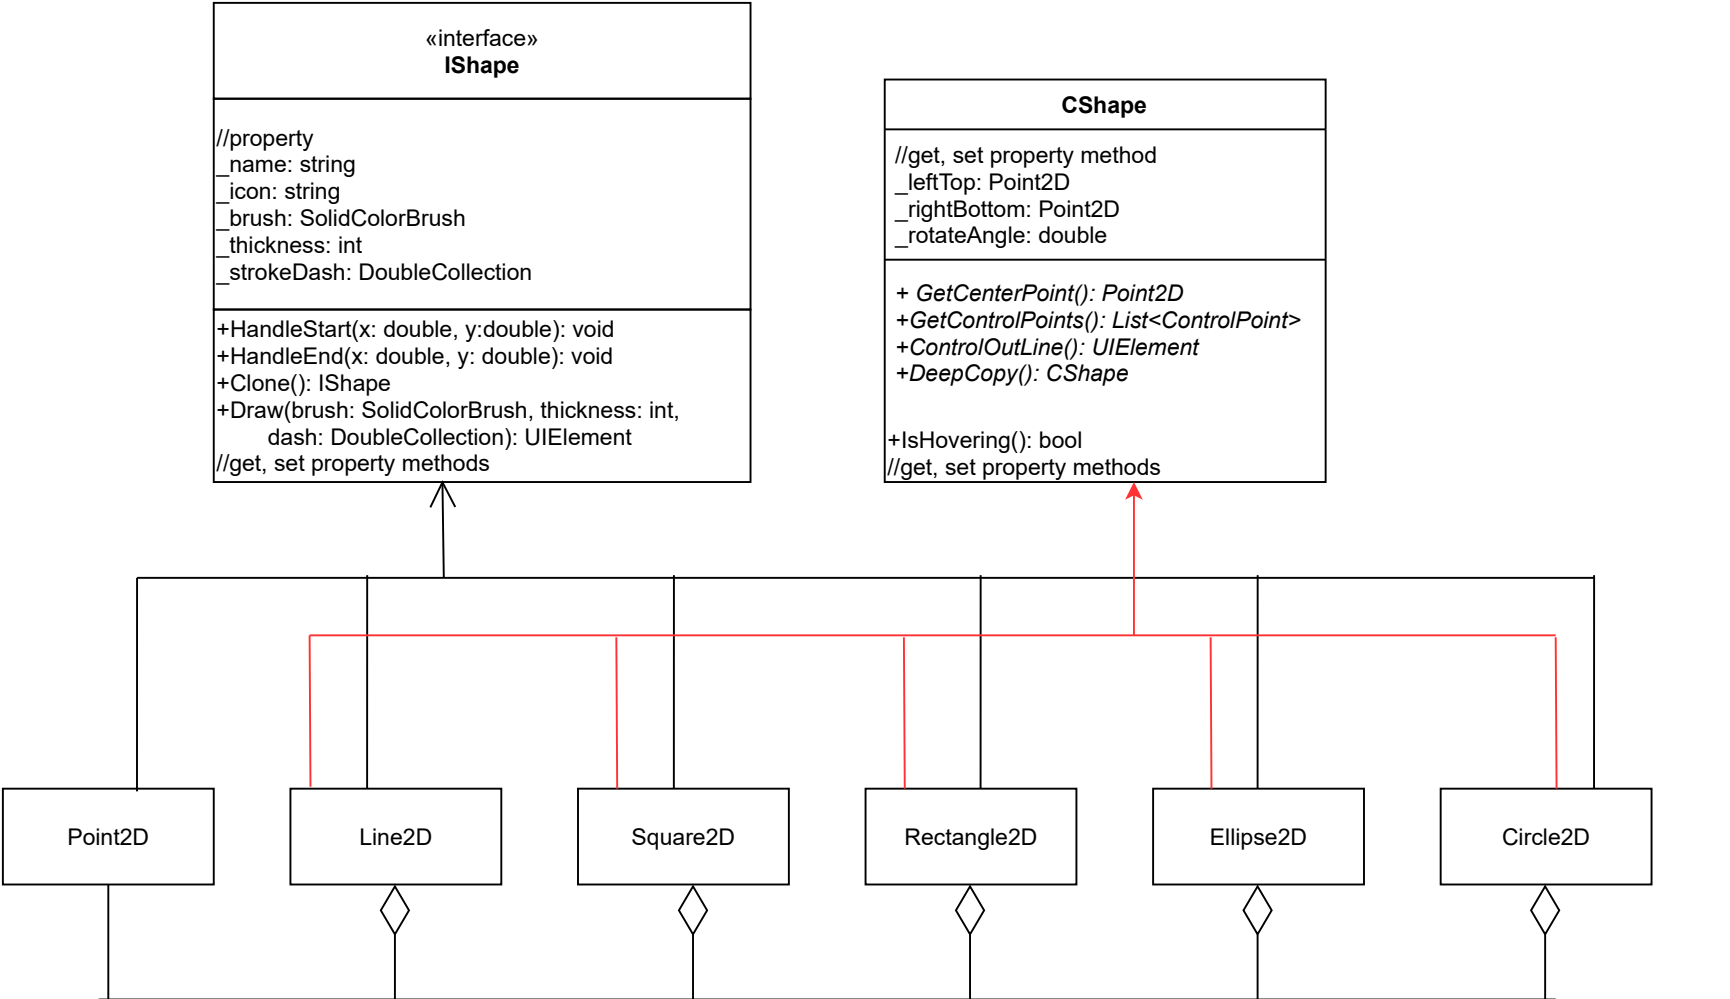 «interface»
IShape
//property
_name: string
_icon: string
_brush: SolidColorBrush
_thickness: int
_strokeDash: DoubleCollection
+HandleStart(x: double, y:double): void
+HandleEnd(x: double, y: double): void
+Clone(): IShape
+Draw(brush: SolidColorBrush, thickness: int,
dash: DoubleCollection): UIElement
//get, set property methods
CShape
//get, set property method
_leftTop: Point2D
_rightBottom: Point2D
_rotateAngle: double
+ GetCenterPoint(): Point2D
+GetControlPoints(): List<ControlPoint>
+ControlOutLine(): UIElement
+DeepCopy(): CShape
+IsHovering(): bool
//get, set property methods
Point2D
Line2D
Square2D
Rectangle2D
Ellipse2D
Circle2D